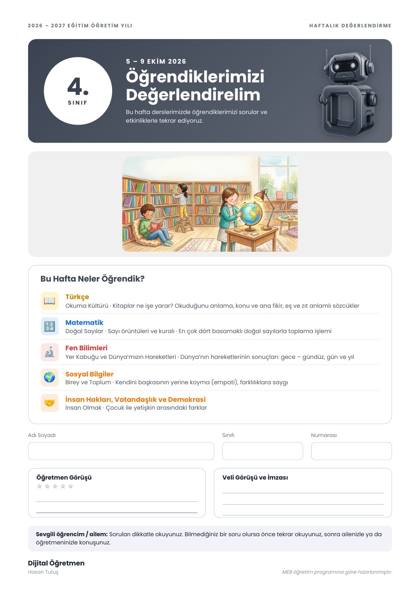 2026 – 2027 EĞİTİM ÖĞRETİM YILI
HAFTALIK DEĞERLENDİRME
4.
SINIF
5 – 9 EKİM 2026
Öğrendiklerimizi
Değerlendirelim
Bu hafta derslerimizde öğrendiklerimizi sorular ve
etkinliklerle tekrar ediyoruz.
Bu Hafta Neler Öğrendik?
Türkçe
Okuma Kültürü · Kitaplar ne işe yarar? Okuduğunu anlama, konu ve ana fikir, eş ve zıt anlamlı sözcükler
Matematik
Doğal Sayılar · Sayı örüntüleri ve kuralı · En çok dört basamaklı doğal sayılarla toplama işlemi
Fen Bilimleri
Yer Kabuğu ve Dünya'mızın Hareketleri · Dünya'nın hareketlerinin sonuçları: gece – gündüz, gün ve yıl
Sosyal Bilgiler
Birey ve Toplum · Kendini başkasının yerine koyma (empati), farklılıklara saygı
İnsan Hakları, Vatandaşlık ve Demokrasi
İnsan Olmak · Çocuk ile yetişkin arasındaki farklar
Adı Soyadı
Sınıfı
Numarası
Öğretmen Görüşü
Veli Görüşü ve İmzası
Sevgili öğrencim / ailem: Soruları dikkatle okuyunuz. Bilmediğiniz bir soru olursa önce tekrar okuyunuz, sonra ailenizle ya da
öğretmeninizle konuşunuz.
Dijital Öğretmen
Hasan Tutuş
MEB öğretim programına göre hazırlanmıştır.